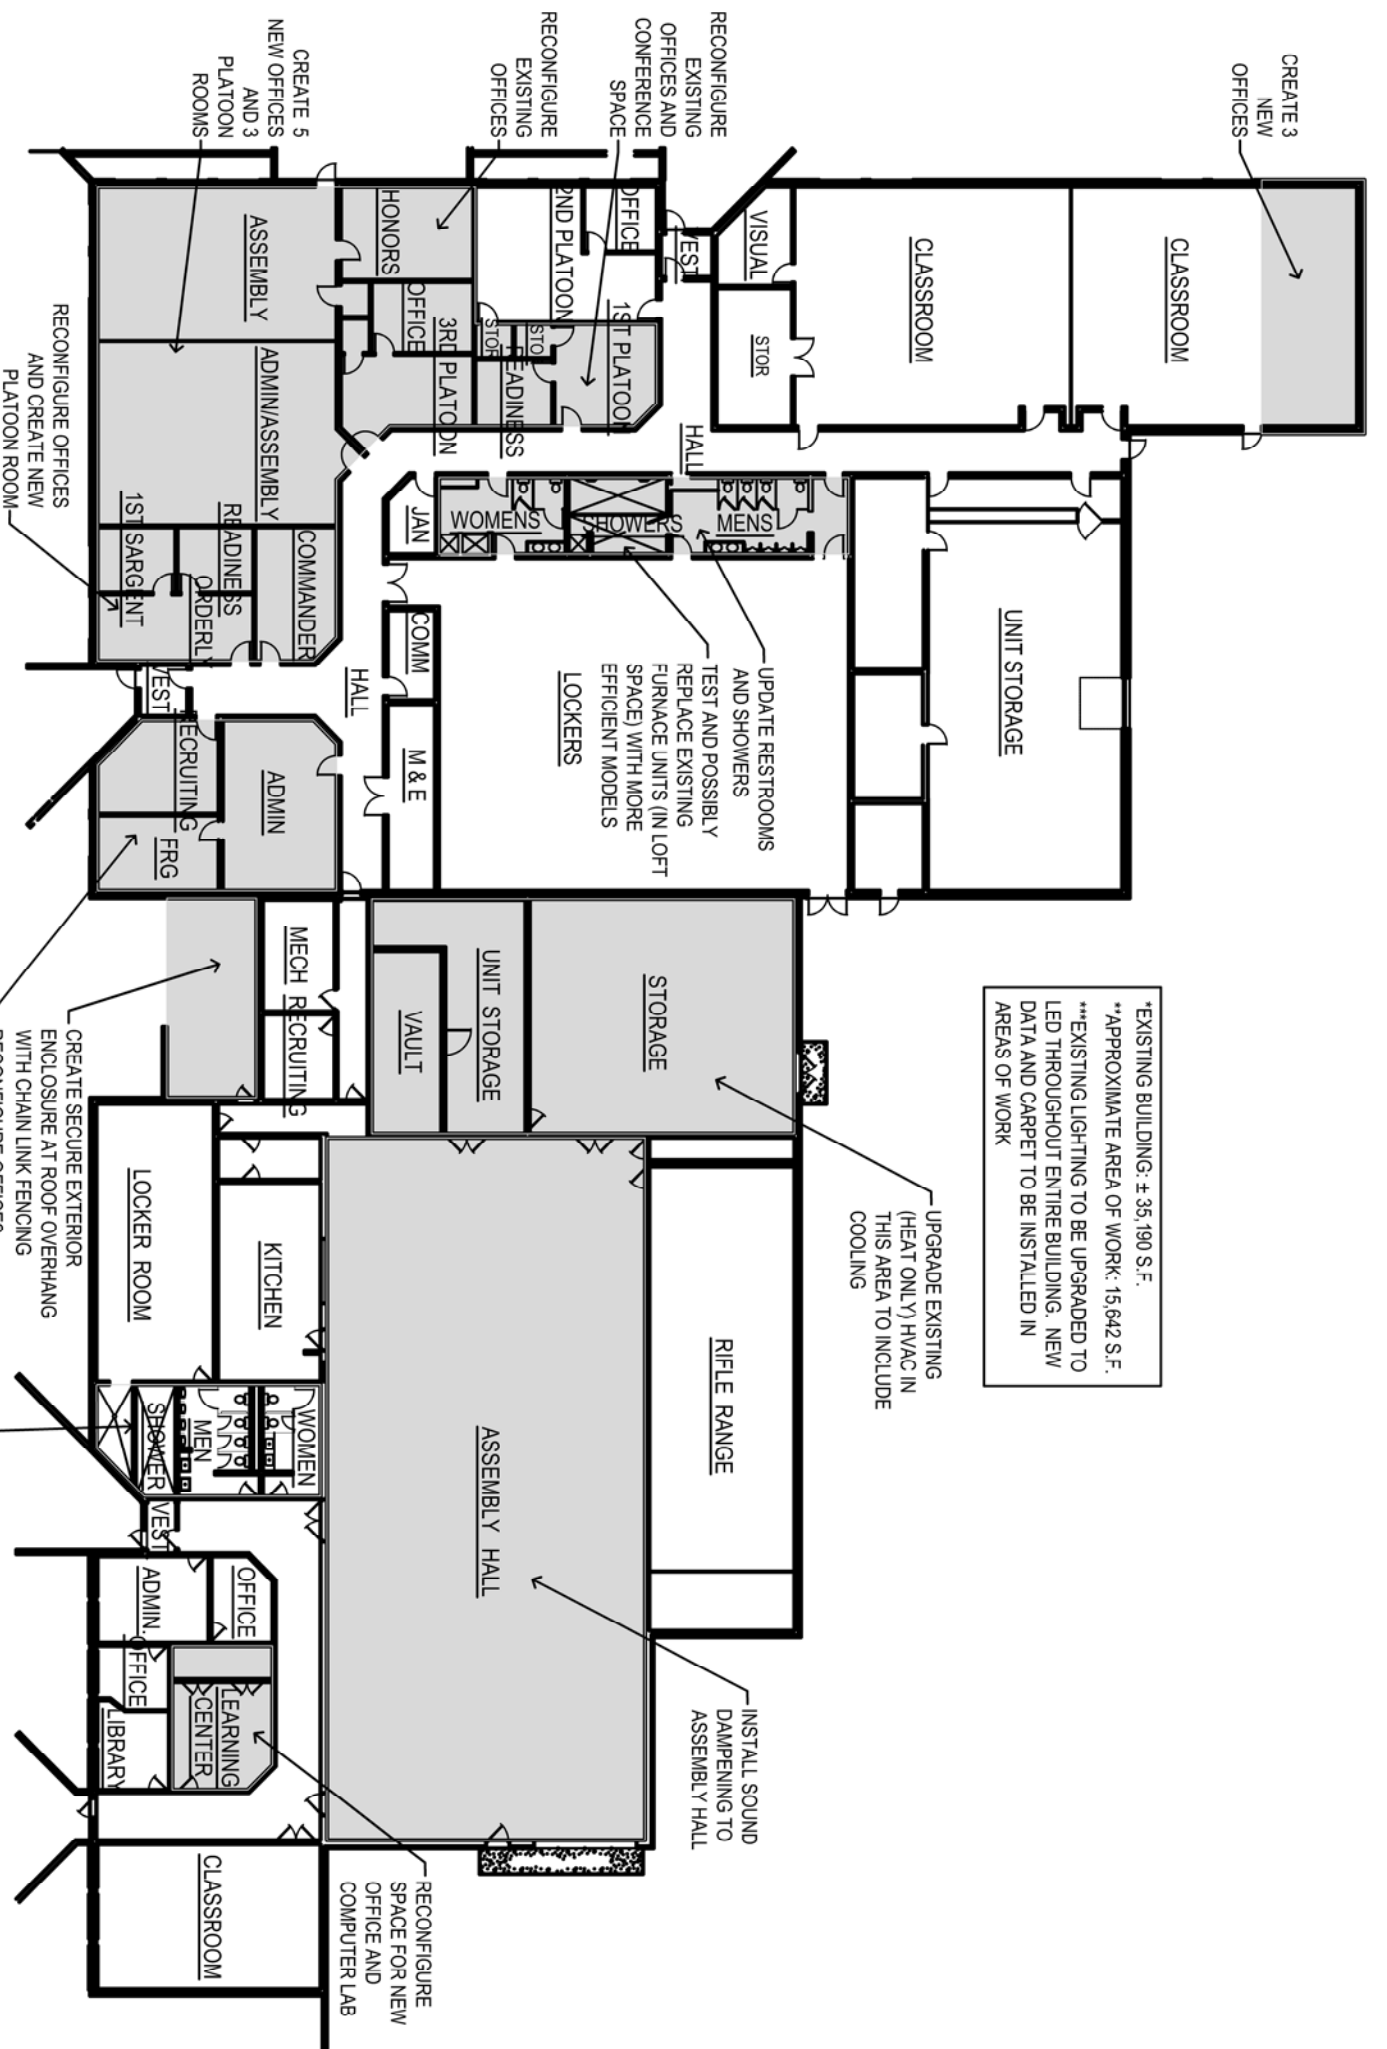 CREATE 3
NEW
OFFICES
*EXISTING BUILDING: ± 35,190 S.F.
**APPROXIMATE AREA OF WORK: 15,642 S.F.
***EXISTING LIGHTING TO BE UPGRADED TO
LED THROUGHOUT ENTIRE BUILDING. NEW
DATA AND CARPET TO BE INSTALLED IN
AREAS OF WORK
CLASSROOM
UNIT STORAGE
CLASSROOM
UPGRADE EXISTING
(HEAT ONLY) HVAC IN
THIS AREA TO INCLUDE
COOLING
VISUAL
STOR
UPDATE RESTROOMS
AND SHOWERS
TEST AND POSSIBLY
REPLACE EXISTING
FURNACE UNITS (IN LOFT
SPACE) WITH MORE
EFFICIENT MODELS
RIFLE RANGE
INSTALL SOUND
DAMPENING TO
ASSEMBLY HALL
RECONFIGURE
EXISTING
OFFICES AND
CONFERENCE
SPACE
VEST
HALL
MENS
SHOWERS
WOMENS
OFFICE
1ST PLATOON
2ND PLATOON
STO
STOR
READINESS
LOCKERS
STORAGE
RECONFIGURE
EXISTING
OFFICES
HONORS
OFFICE
3RD PLATOON
JAN
COMM
M & E
UNIT STORAGE
VAULT
ASSEMBLY HALL
HALL
CREATE 5
NEW OFFICES
AND 3
PLATOON
ROOMS
ASSEMBLY
ADMIN/ASSEMBLY
COMMANDER
READINESS
ORDERLY
1ST SARGENT
VEST
ADMIN
RECRUITING
FRG
MECH
RECRUITING
KITCHEN
LOCKER ROOM
WOMEN
MEN
SHOWER
VEST
OFFICE
ADMIN.
OFFICE
LEARNING
CENTER
LIBRARY
CLASSROOM
RECONFIGURE
SPACE FOR NEW
OFFICE AND
COMPUTER LAB
RECONFIGURE OFFICES
AND CREATE NEW
PLATOON ROOM
CREATE SECURE EXTERIOR
ENCLOSURE AT ROOF OVERHANG
WITH CHAIN LINK FENCING